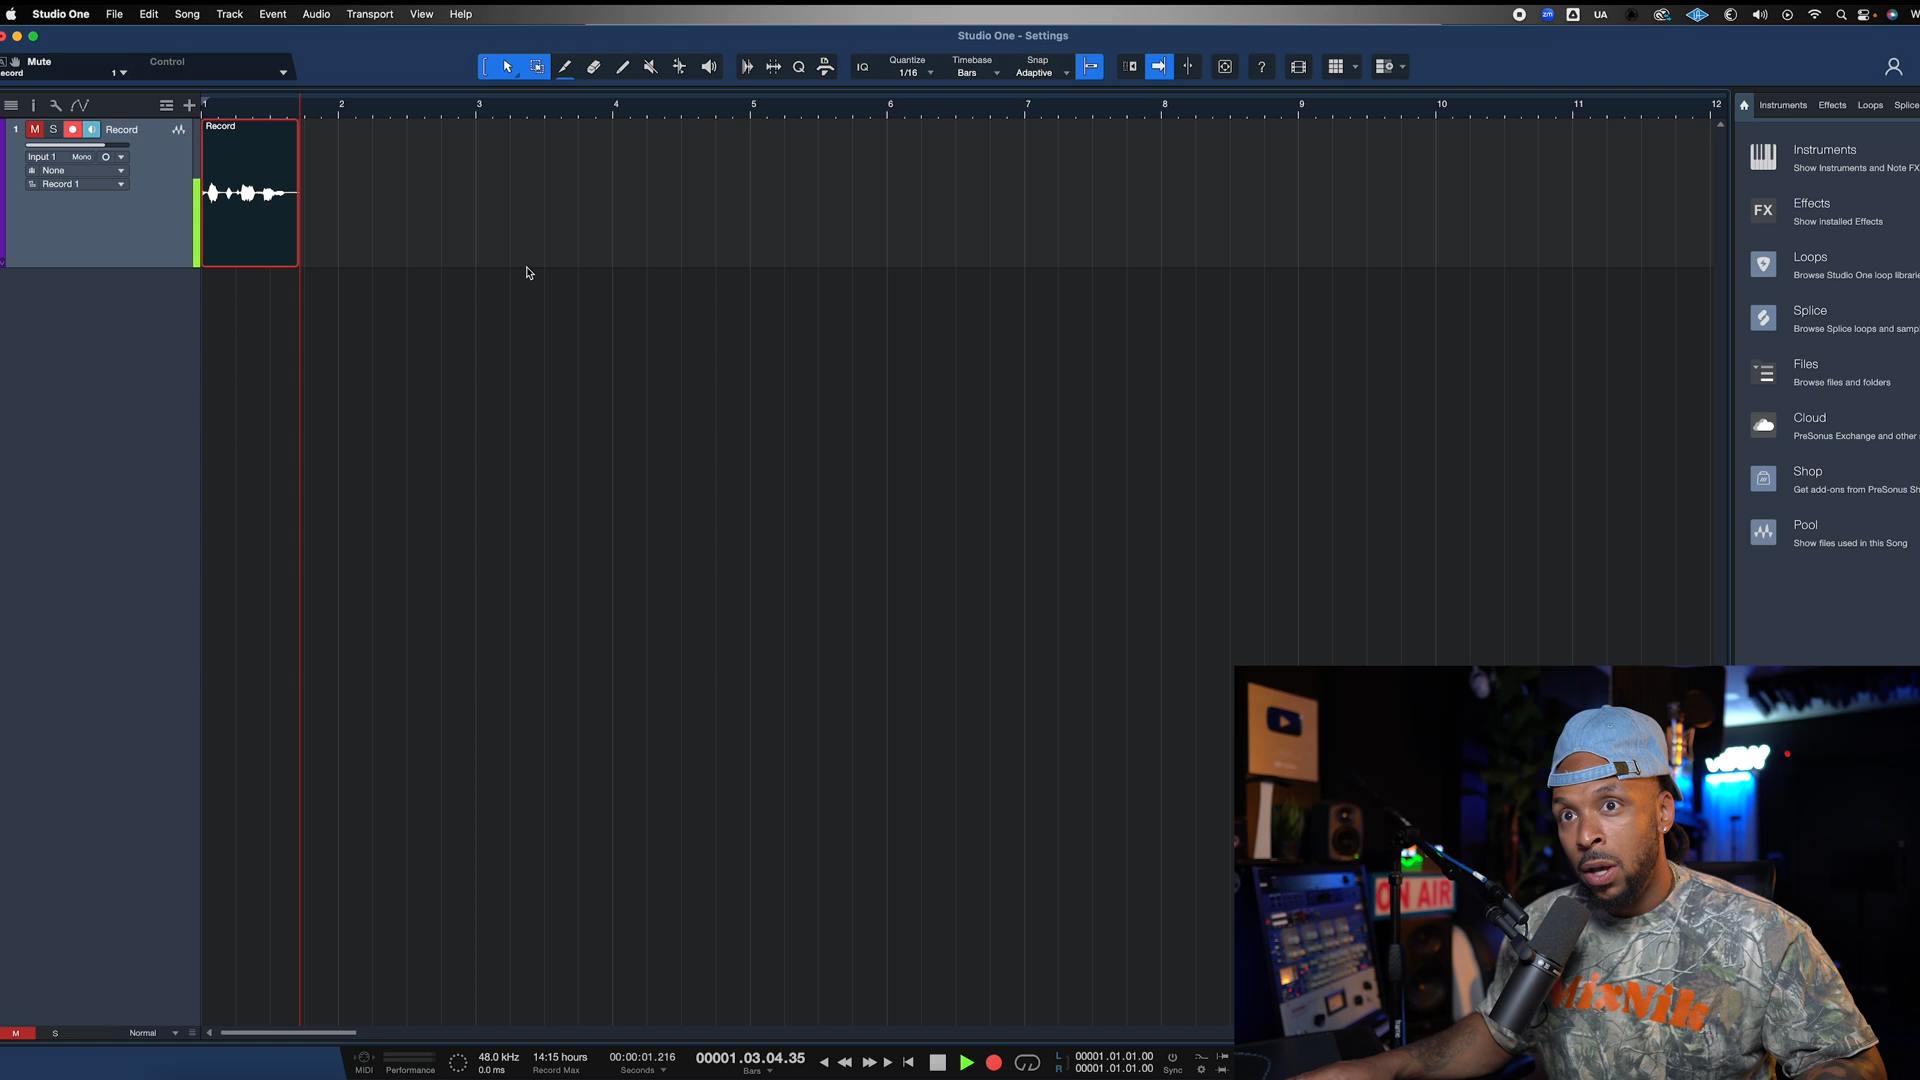 Studio One File Edit Song Track Event Audio Transport View Help
zm UA
Studio One - Settings
Mute Control
ecord 1
Quantize Timebase Snap
IQ 1/16 Bars Adaptive
?
1 2 3 4 5 6 7 8 9 10 11 12
Instruments Effects Loops Splice
1 M S Record
Record
Input 1 Mono
None
Record 1
Instruments
Show Instruments and Note FX
FX
Effects
Show installed Effects
Loops
Browse Studio One loop librarie
Splice
Browse Splice loops and samp
Files
Browse files and folders
Cloud
PreSonus Exchange and other
Shop
Get add-ons from PreSonus Sh
Pool
Show files used in this Song
ON AIR
MixNik
M S Normal
48.0 kHz 14:15 hours 00:00:01.216 00001.03.04.35 L 00001.01.01.00
MIDI Performance 0.0 ms Record Max Seconds Bars R 00001.01.01.00 Sync